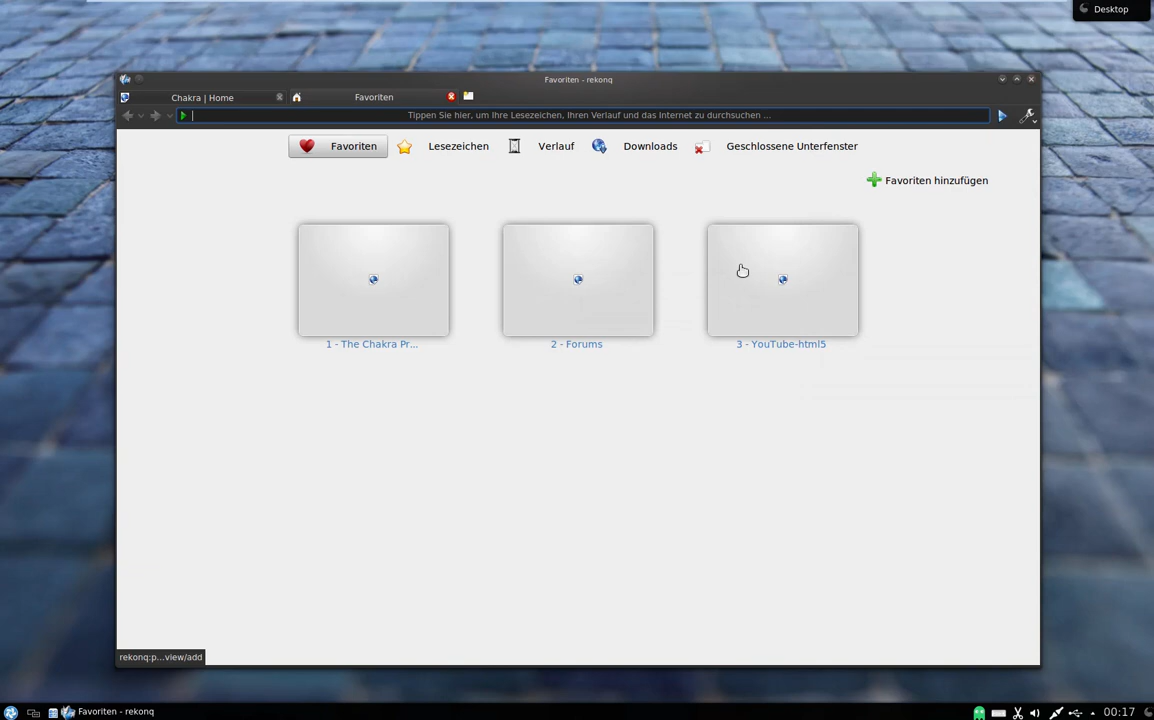 Desktop
Favoriten - rekonq
Chakra | Home
Favoriten
Tippen Sie hier, um Ihre Lesezeichen, Ihren Verlauf und das Internet zu durchsuchen ...
Favoriten Lesezeichen Verlauf Downloads Geschlossene Unterfenster
Favoriten hinzufügen
1 - The Chakra Pr...
2 - Forums
3 - YouTube-html5
rekonq:p...view/add
Favoriten - rekonq
00:17